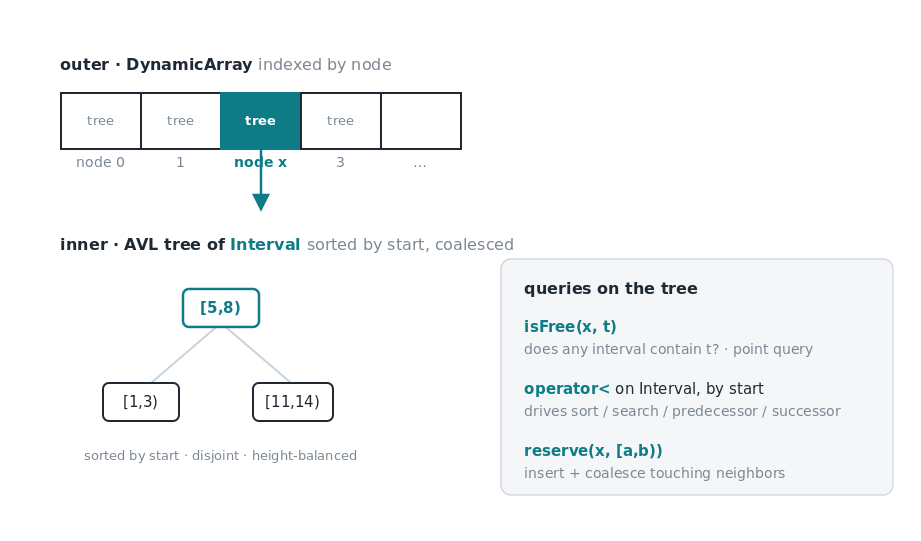 outer · DynamicArray indexed by node
tree tree tree tree
node 0 1 node x 3 ...
inner · AVL tree of Interval sorted by start, coalesced
[5,8)
[1,3) [11,14)
sorted by start · disjoint · height-balanced
queries on the tree
isFree(x, t)
does any interval contain t? · point query
operator< on Interval, by start
drives sort / search / predecessor / successor
reserve(x, [a,b))
insert + coalesce touching neighbors